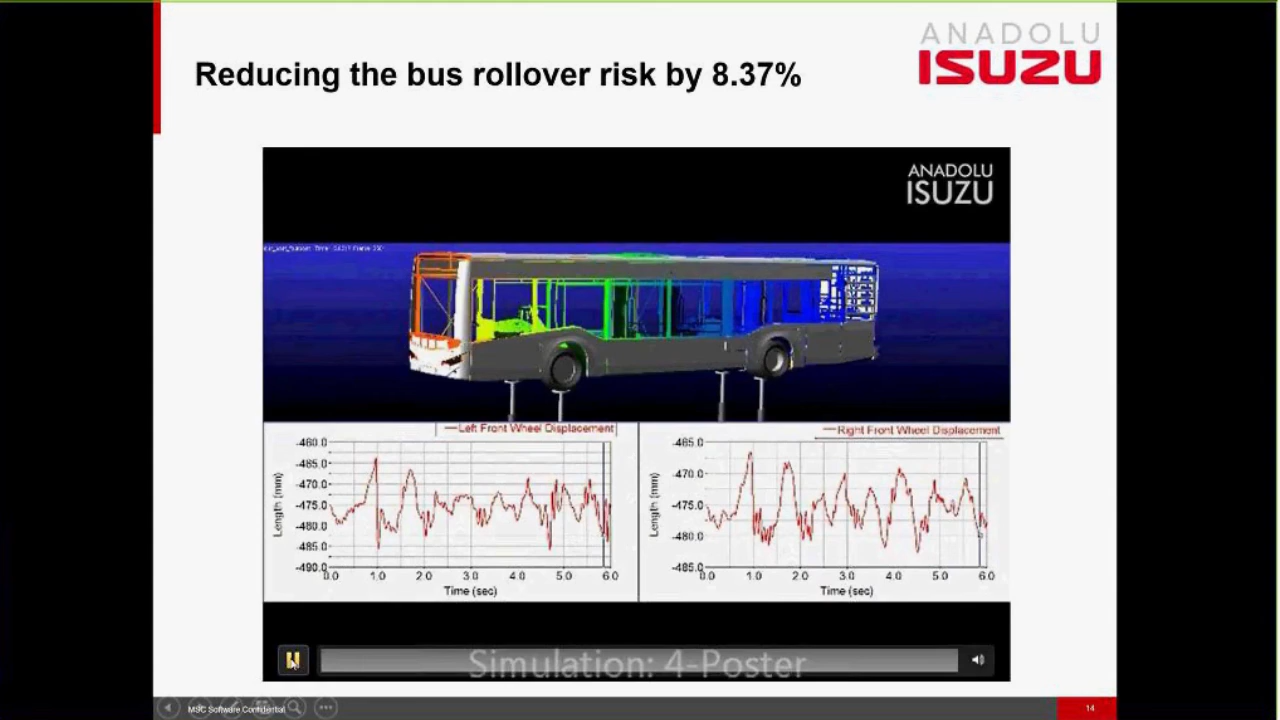 Reducing the bus rollover risk by 8.37%
ANADOLU
ISUZU
ANADOLU
ISUZU
Left Front Wheel Displacement
-460.0
-465.0
-470.0
-475.0
-480.0
-485.0
-490.0
Length (mm)
0.0 1.0 2.0 3.0 4.0 5.0 6.0
Time (sec)
Right Front Wheel Displacement
-465.0
-470.0
-475.0
-480.0
-485.0
Length (mm)
0.0 1.0 2.0 3.0 4.0 5.0 6.0
Time (sec)
Simulation: 4-Poster
MSC Software Confidential
14